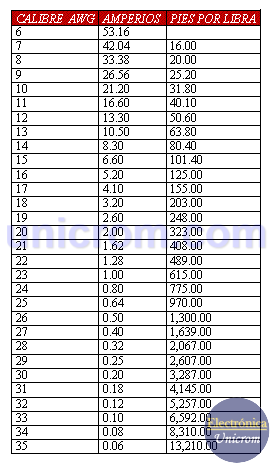 CALIBRE AWG AMPERIOS PIES POR LIBRA
6 53.16
7 42.04 16.00
8 33.38 20.00
9 26.56 25.20
10 21.20 31.80
11 16.60 40.10
12 13.30 50.60
13 10.50 63.80
14 8.30 80.40
15 6.60 101.40
16 5.20 125.00
17 4.10 155.00
18 3.20 203.00
19 2.60 248.00
20 2.00 323.00
21 1.62 408.00
22 1.28 489.00
23 1.00 615.00
24 0.80 775.00
25 0.64 970.00
26 0.50 1,300.00
27 0.40 1,639.00
28 0.32 2,067.00
29 0.25 2,607.00
30 0.20 3,287.00
31 0.18 4,145.00
32 0.12 5,257.00
33 0.10 6,592.00
34 0.08 8,310.00
35 0.06 13,210.00
unicrom.com
Electrónica
Unicrom